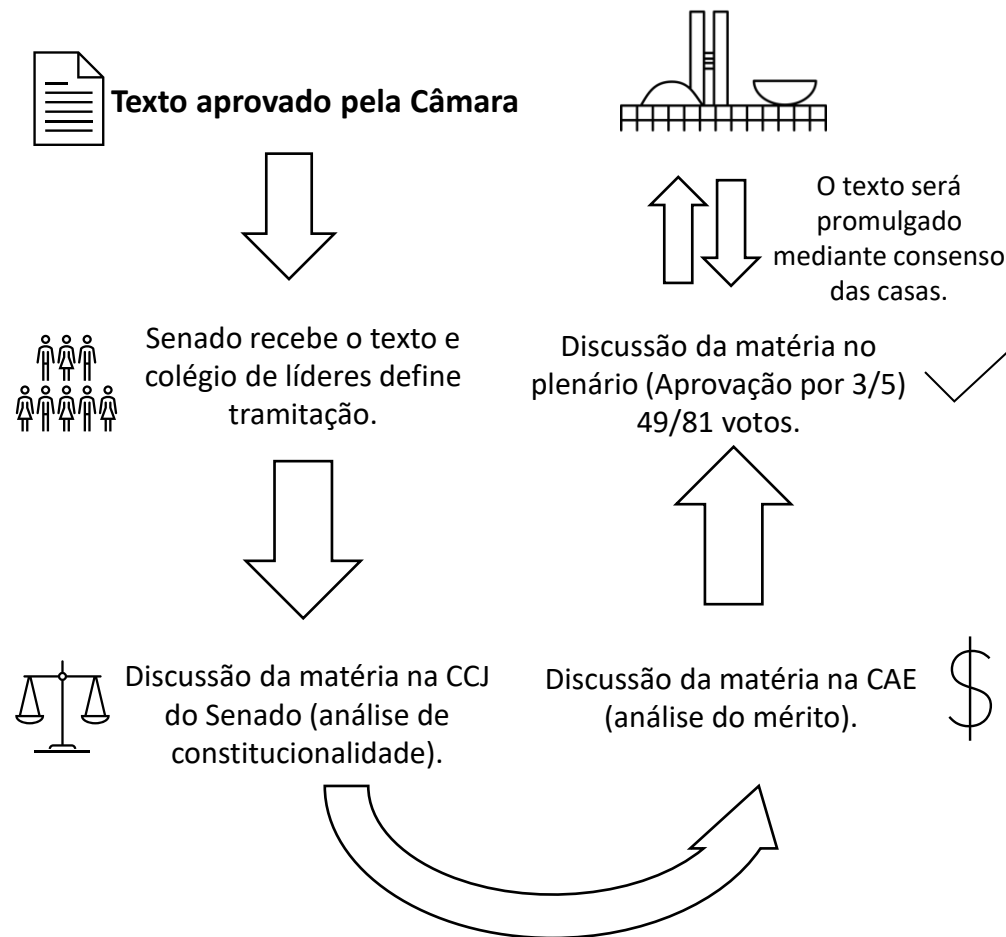 Texto aprovado pela Câmara
Senado recebe o texto e
colégio de líderes define
tramitação.
Discussão da matéria na CCJ
do Senado (análise de
constitucionalidade).
Discussão da matéria na CAE
(análise do mérito).
Discussão da matéria no
plenário (Aprovação por 3/5)
49/81 votos.
O texto será
promulgado
mediante consenso
das casas.